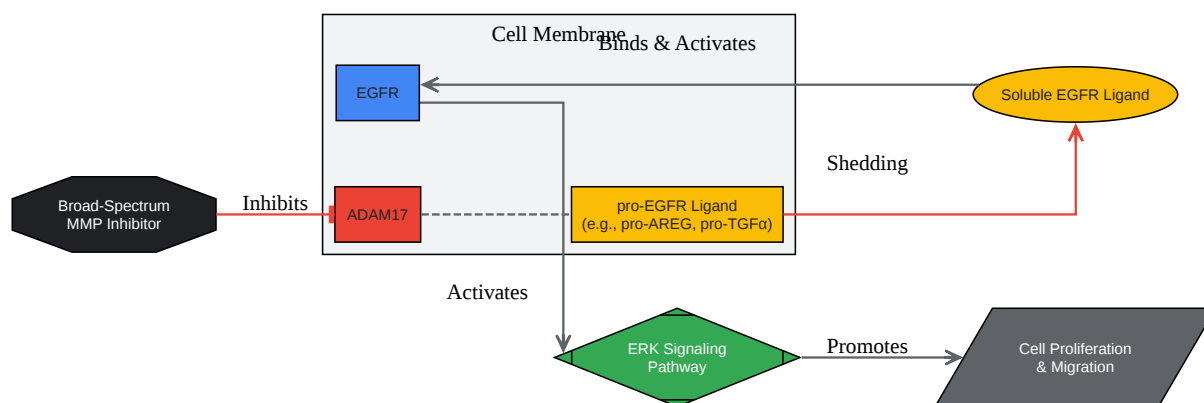 Cell Membrane
Binds & Activates
EGFR
Soluble EGFR Ligand
Shedding
Broad-Spectrum
MMP Inhibitor
Inhibits
ADAM17
pro-EGFR Ligand
(e.g., pro-AREG, pro-TGFα)
Activates
ERK Signaling
Pathway
Promotes
Cell Proliferation
& Migration